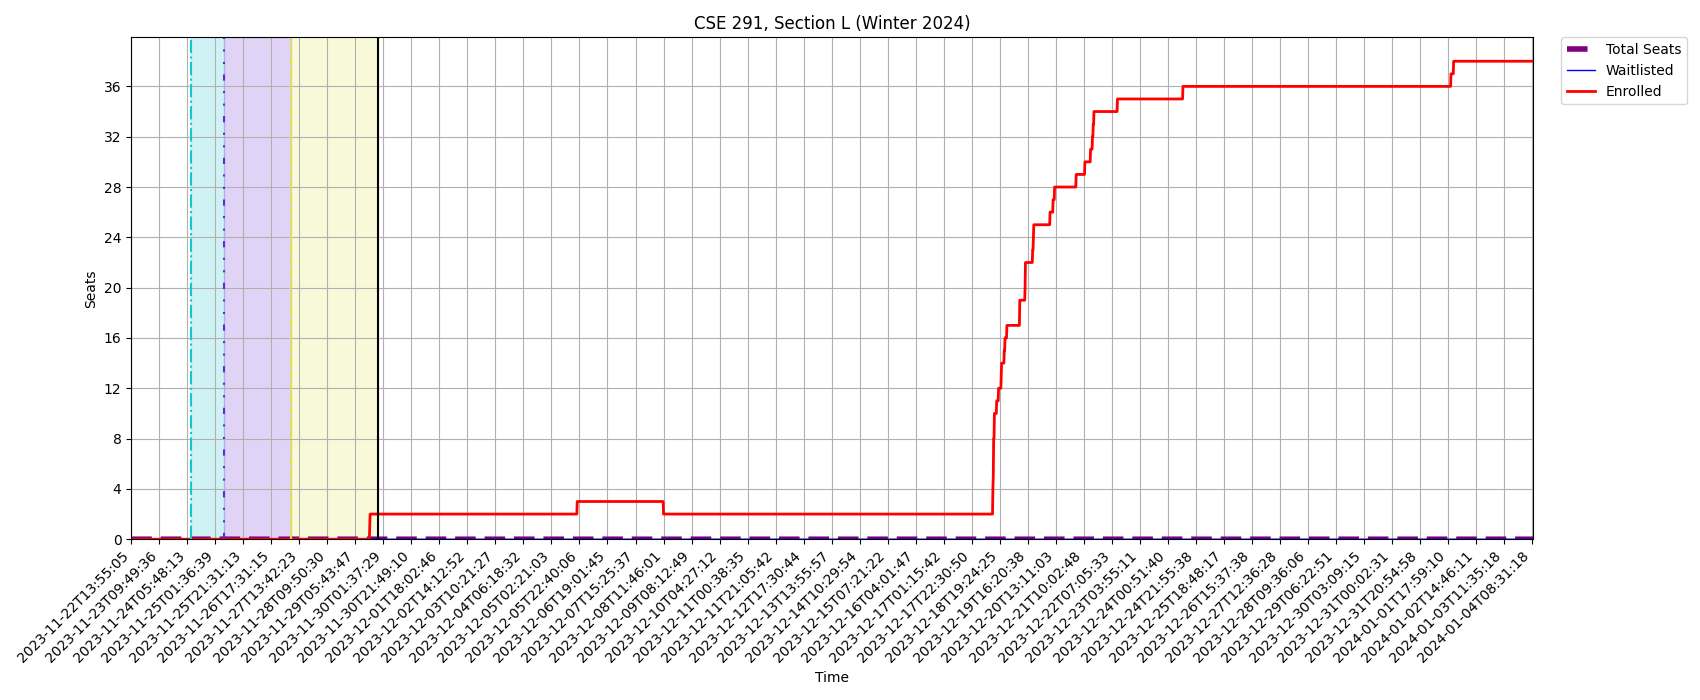 CSE 291, Section L (Winter 2024)
Total Seats
Waitlisted
Enrolled
Seats
36
32
28
24
20
16
12
8
4
0
2023-11-22T13:55:05
2023-11-23T09:49:36
2023-11-24T05:48:13
2023-11-25T01:36:39
2023-11-25T21:31:13
2023-11-26T17:31:15
2023-11-27T13:42:23
2023-11-28T09:50:30
2023-11-29T05:43:47
2023-11-30T01:37:29
2023-11-30T21:49:10
2023-12-01T18:02:46
2023-12-02T14:12:52
2023-12-03T10:21:27
2023-12-04T06:18:32
2023-12-05T02:21:03
2023-12-05T22:40:06
2023-12-06T19:01:45
2023-12-07T15:25:37
2023-12-08T11:46:01
2023-12-09T08:12:49
2023-12-10T04:27:12
2023-12-11T00:38:35
2023-12-11T21:05:42
2023-12-12T17:30:44
2023-12-13T13:55:57
2023-12-14T10:29:54
2023-12-15T07:21:22
2023-12-16T04:01:47
2023-12-17T01:15:42
2023-12-17T22:30:50
2023-12-18T19:24:25
2023-12-19T16:20:38
2023-12-20T13:11:03
2023-12-21T10:02:48
2023-12-22T07:05:33
2023-12-23T03:55:11
2023-12-24T00:51:40
2023-12-24T21:55:38
2023-12-25T18:48:17
2023-12-26T15:37:38
2023-12-27T12:36:28
2023-12-28T09:36:06
2023-12-29T06:22:51
2023-12-30T03:09:15
2023-12-31T00:02:31
2023-12-31T20:54:58
2024-01-01T17:59:10
2024-01-02T14:46:11
2024-01-03T11:35:18
2024-01-04T08:31:18
Time